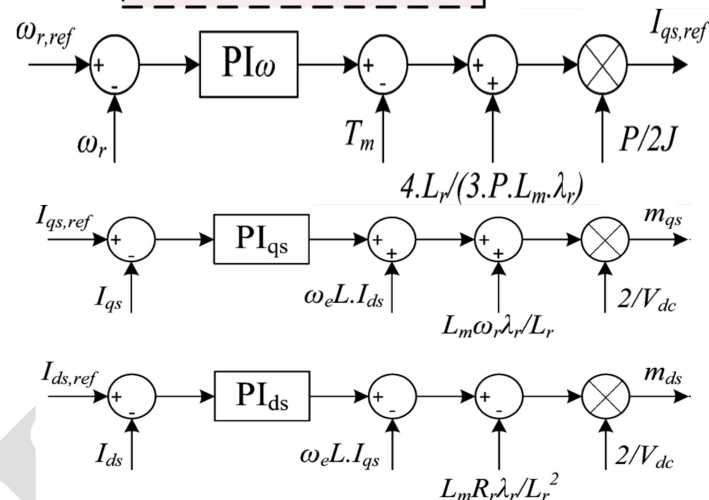 ω_{r,ref} + - PIω + - + + I_{qs,ref}
ω_r T_m P/2J
4.L_r/(3.P.L_m.λ_r)
I_{qs,ref} + - PI_{qs} + + + + m_{qs}
I_{qs} ω_eL.I_{ds} 2/V_{dc}
L_mω_rλ_r/L_r
I_{ds,ref} + - PI_{ds} + - + - m_{ds}
I_{ds} ω_eL.I_{qs} 2/V_{dc}
L_mR_rλ_r/L_r^2